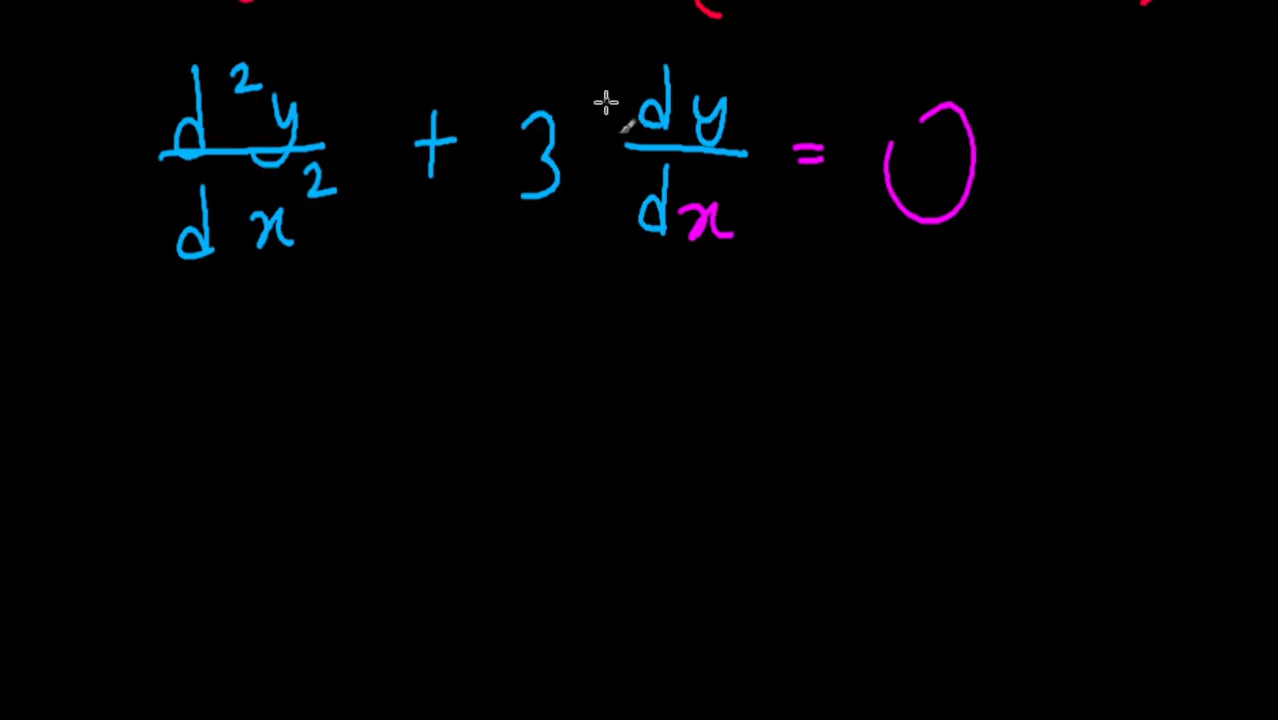 d²y/dx² + 3 dy/dx = 0